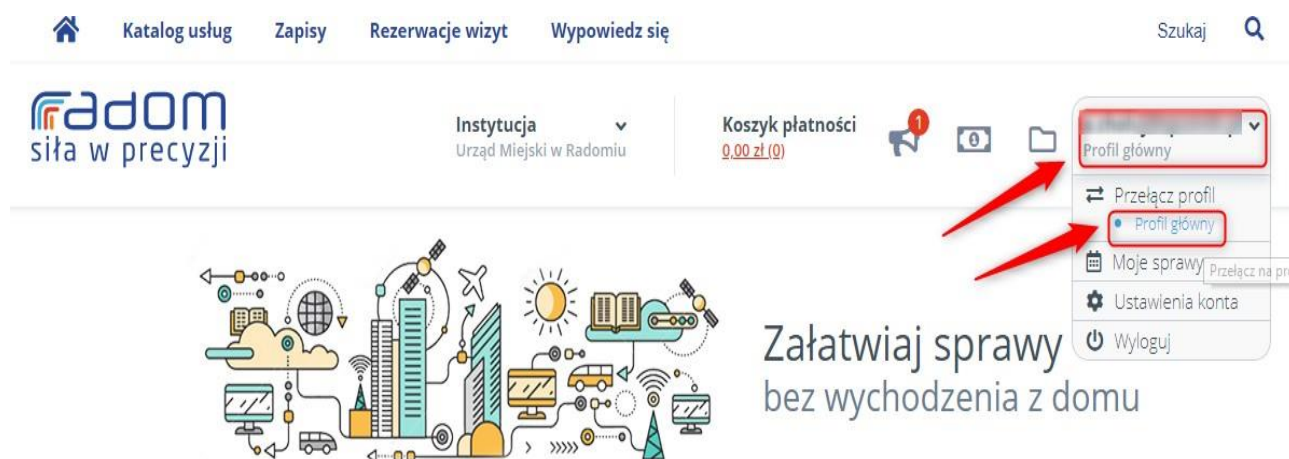 Katalog usług Zapisy Rezerwacje wizyt Wypowiedz się Szukaj
radom
siła w precyzji
Instytucja
Urząd Miejski w Radomiu
Koszyk płatności
0,00 zł (0)
1
Profil główny
Przełącz profil
Profil główny
Moje sprawy
Przełącz na
Ustawienia konta
Wyloguj
Załatwiaj sprawy
bez wychodzenia z domu